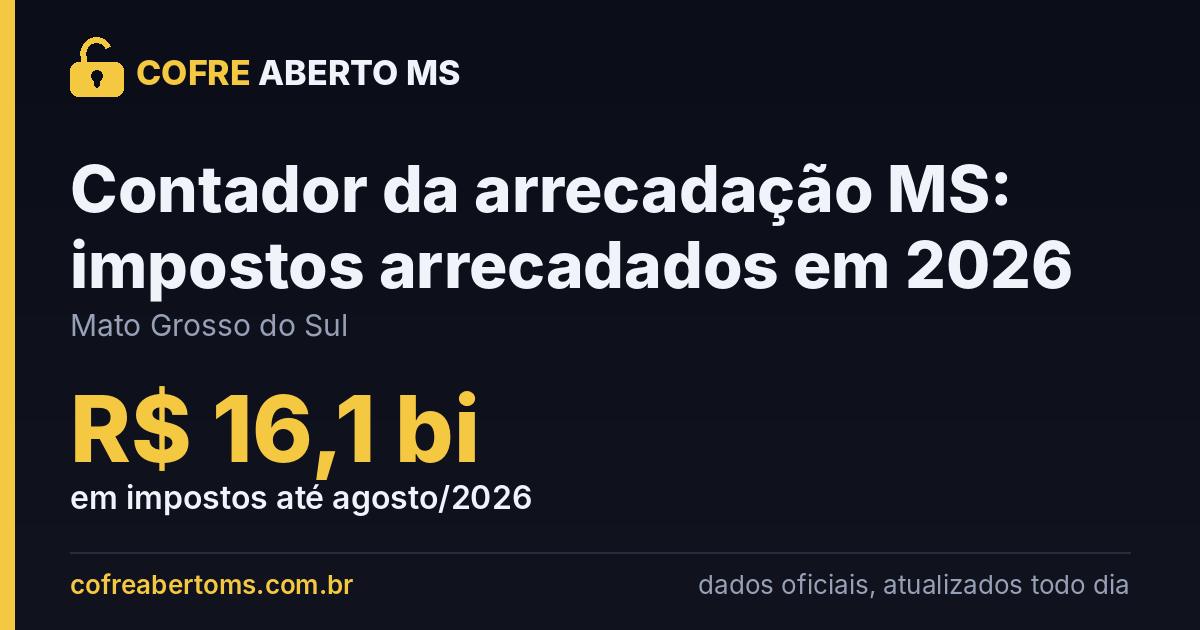 COFRE ABERTO MS
Contador da arrecadação MS:
impostos arrecadados em 2026
Mato Grosso do Sul
R$ 16,1 bi
em impostos até agosto/2026
cofreabertoms.com.br
dados oficiais, atualizados todo dia